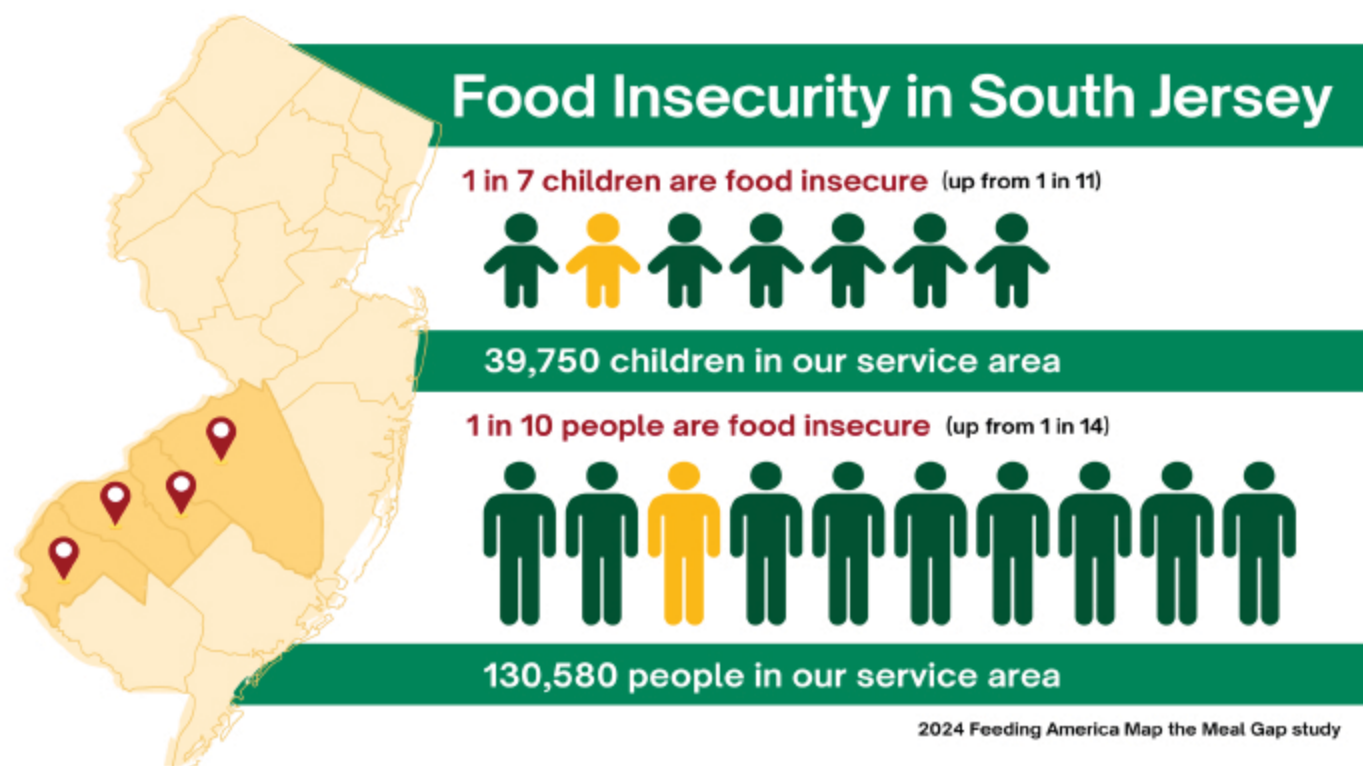 Food Insecurity in South Jersey
1 in 7 children are food insecure (up from 1 in 11)
39,750 children in our service area
1 in 10 people are food insecure (up from 1 in 14)
130,580 people in our service area
2024 Feeding America Map the Meal Gap study